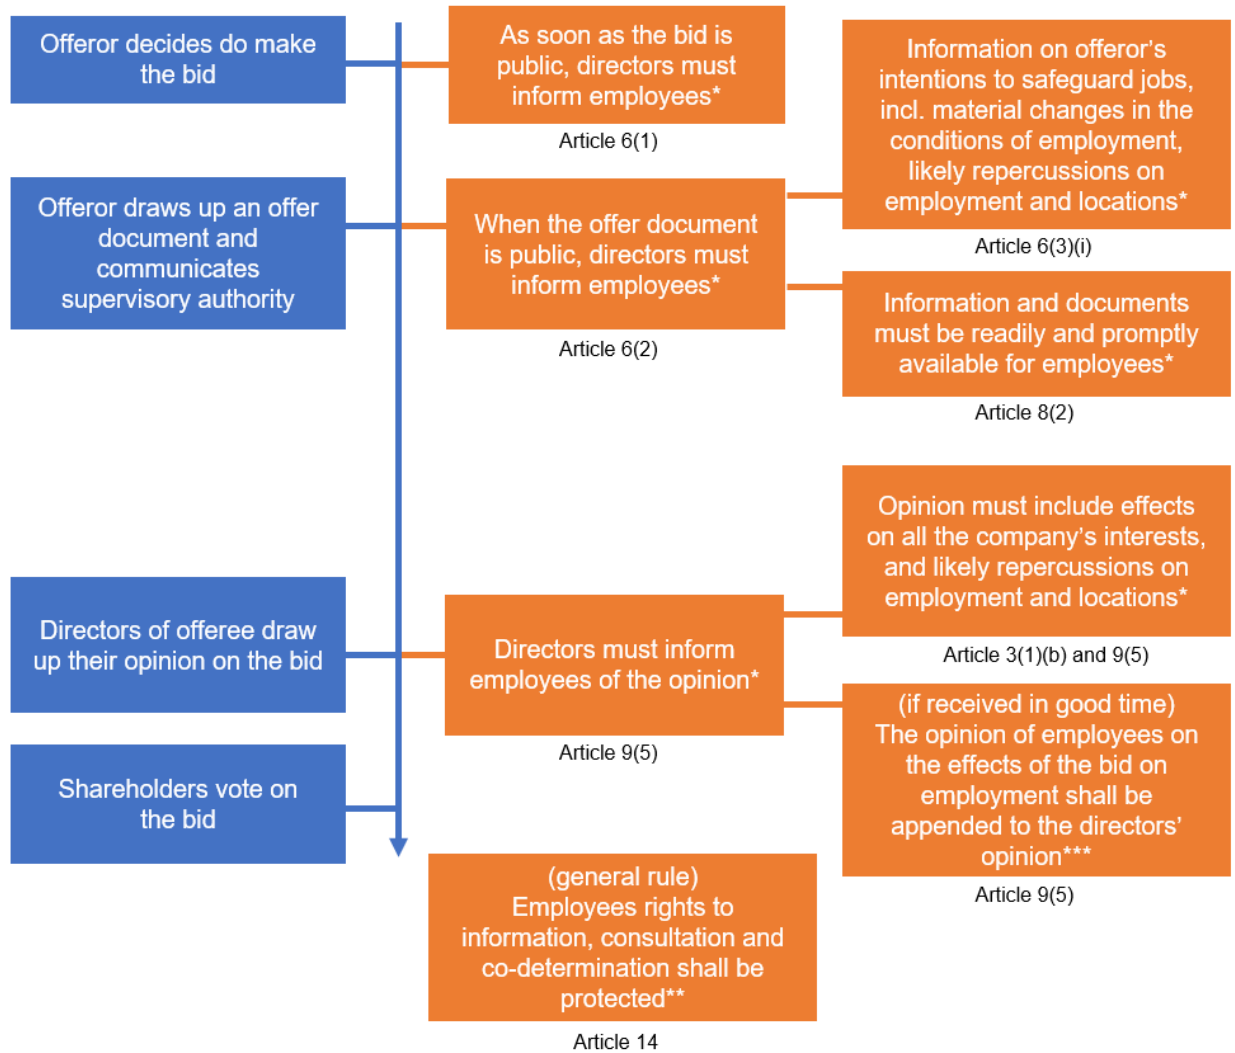 Offeror decides do make
the bid
As soon as the bid is
public, directors must
inform employees*
Article 6(1)
Information on offeror's
intentions to safeguard jobs,
incl. material changes in the
conditions of employment,
likely repercussions on
employment and locations*
Article 6(3)(i)
Offeror draws up an offer
document and
communicates
supervisory authority
When the offer document
is public, directors must
inform employees*
Article 6(2)
Information and documents
must be readily and promptly
available for employees*
Article 8(2)
Directors of offeree draw
up their opinion on the bid
Directors must inform
employees of the opinion*
Article 9(5)
Opinion must include effects
on all the company's interests,
and likely repercussions on
employment and locations*
Article 3(1)(b) and 9(5)
(if received in good time)
The opinion of employees on
the effects of the bid on
employment shall be
appended to the directors'
opinion***
Article 9(5)
Shareholders vote on
the bid
(general rule)
Employees rights to
information, consultation and
co-determination shall be
protected**
Article 14